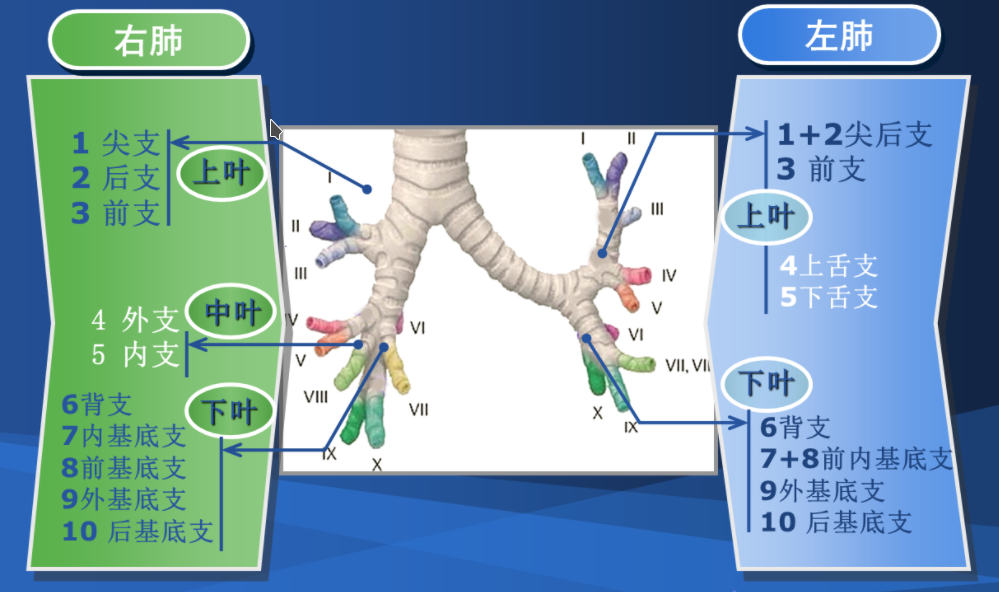 右肺
1 尖支
2 后支
3 前支
上叶
4 外支
5 内支
中叶
6背支
7内基底支
8前基底支
9外基底支
10 后基底支
下叶
I
II
III
V
V
VI
VIII
VII
IX
X
I
II
III
IV
V
VI
VII, VII
X
IX
左肺
1+2尖后支
3 前支
上叶
4上舌支
5下舌支
下叶
6背支
7+8前内基底支
9外基底支
10 后基底支